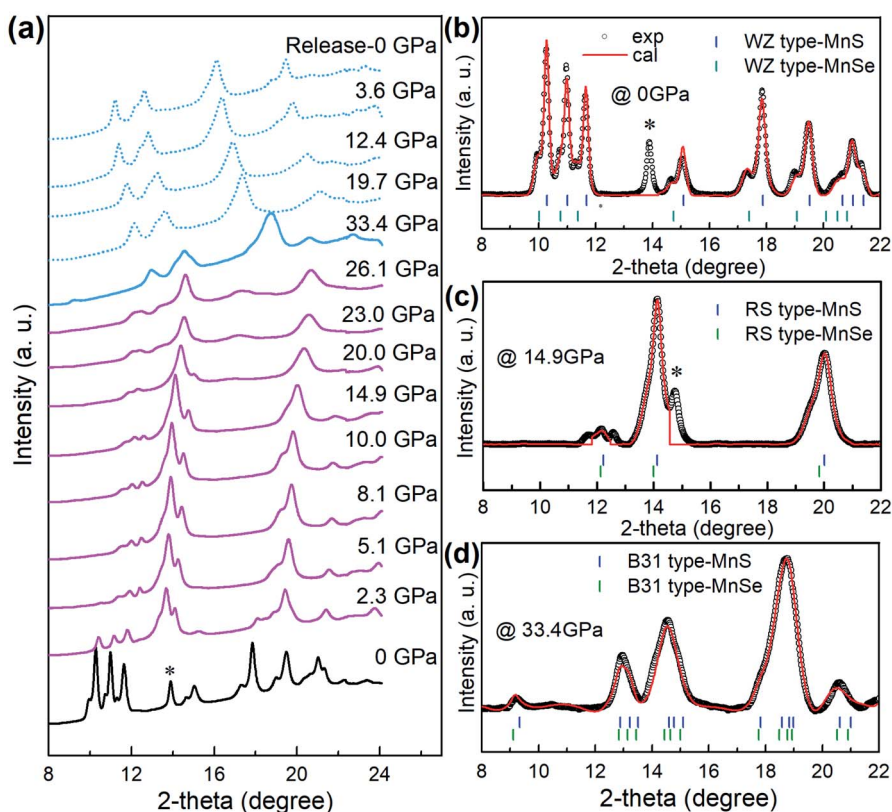 (a)
Release-0 GPa
3.6 GPa
12.4 GPa
19.7 GPa
33.4 GPa
26.1 GPa
23.0 GPa
20.0 GPa
14.9 GPa
10.0 GPa
8.1 GPa
5.1 GPa
2.3 GPa
0 GPa
*
Intensity (a. u.)
8 12 16 20 24
2-theta (degree)
(b)
exp
cal
WZ type-MnS
WZ type-MnSe
@ 0GPa
*
*
Intensity (a. u.)
8 10 12 14 16 18 20 22
2-theta (degree)
(c)
RS type-MnS
RS type-MnSe
@ 14.9GPa
*
Intensity (a. u.)
8 10 12 14 16 18 20 22
2-theta (degree)
(d)
B31 type-MnS
B31 type-MnSe
@ 33.4GPa
Intensity (a. u.)
8 10 12 14 16 18 20 22
2-theta (degree)